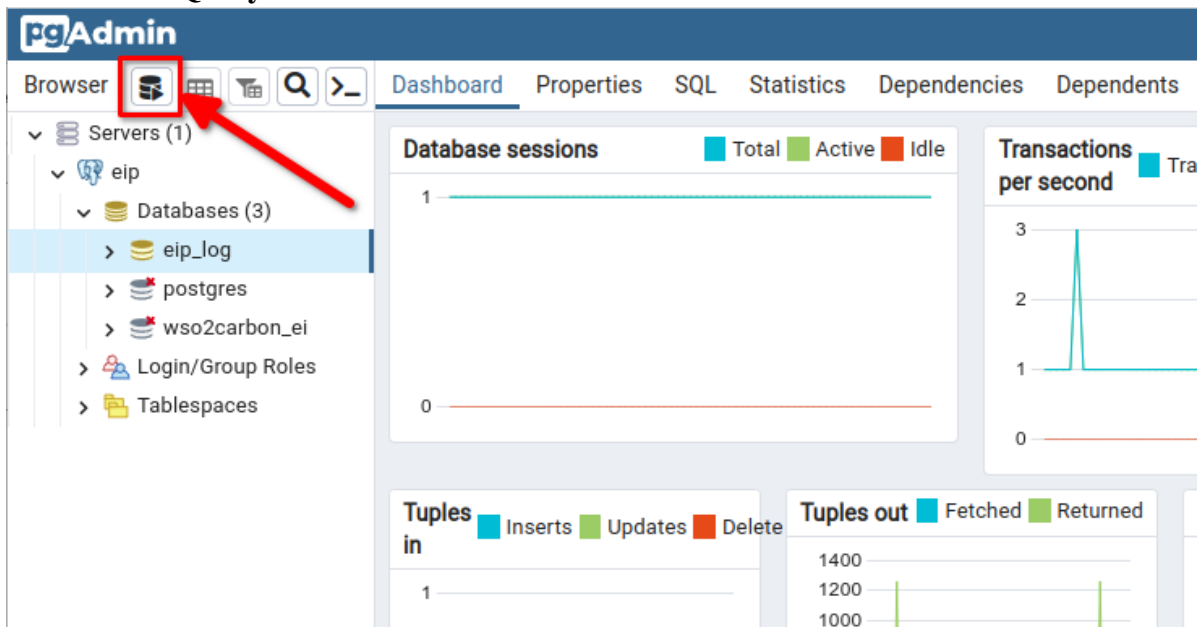 pgAdmin
Browser
Dashboard Properties SQL Statistics Dependencies Dependents
Servers (1)
eip
Databases (3)
eip_log
postgres
wso2carbon_ei
Login/Group Roles
Tablespaces
Database sessions
Total Active Idle
1
0
Transactions
per second
Tra
3
2
1
0
Tuples
in
Inserts Updates Delete
1
Tuples out Fetched Returned
1400
1200
1000